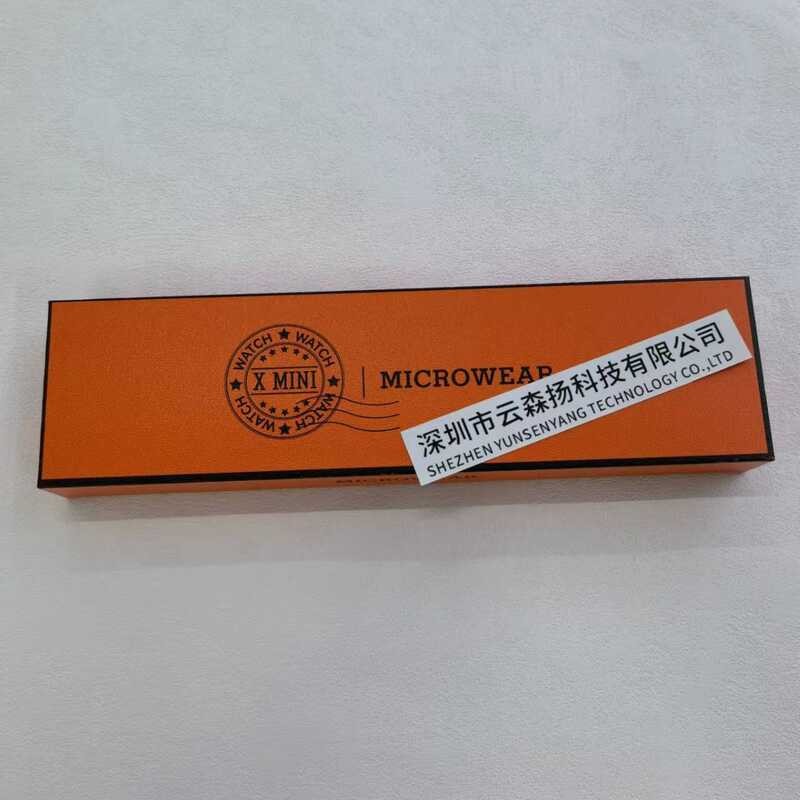 WATCH ★ WATCH
X MINI
WATCH ★ WATCH
MICROWEAR
深圳市云森扬科技有限公司
SHEZHEN YUNSENYANG TECHNOLOGY CO.,LTD
MICROWEAR